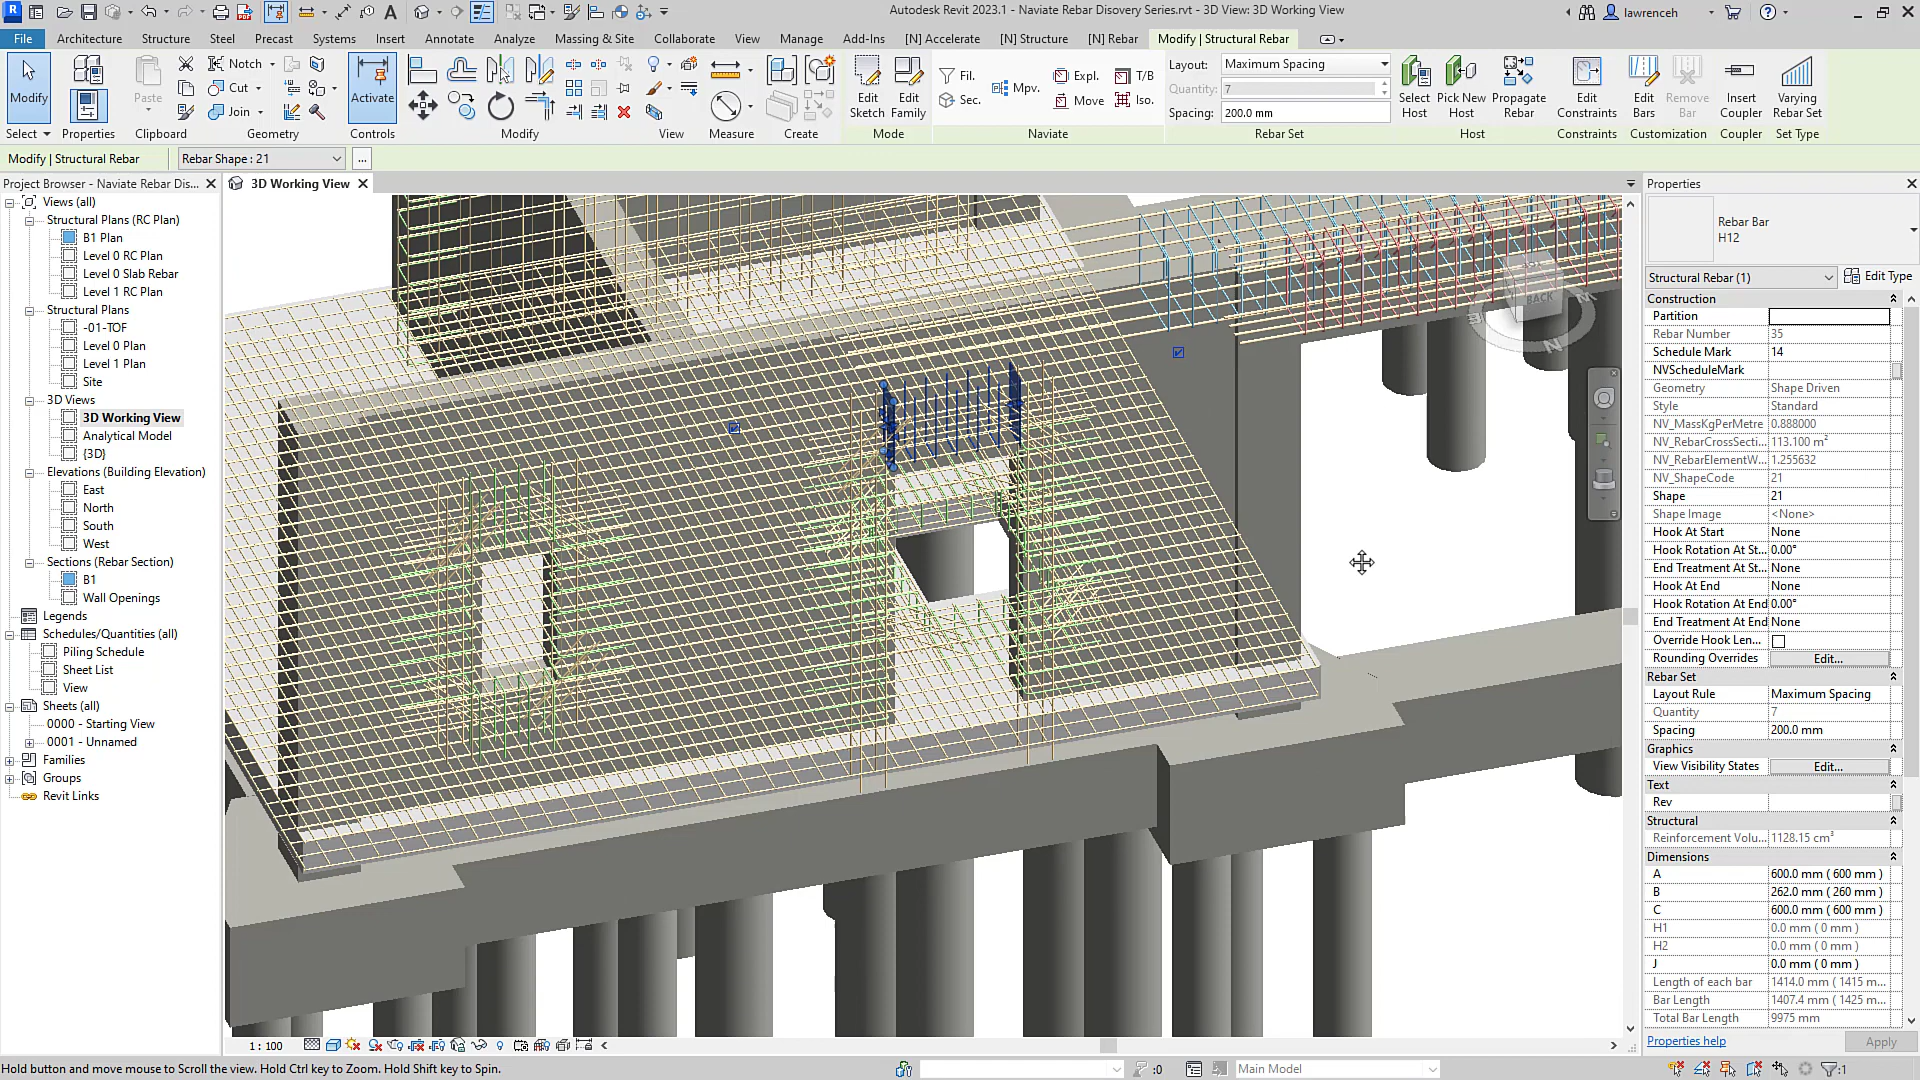 Autodesk Revit 2023.1 - Naviate Rebar Disovery Series.rvt - 3D View: 3D Working View
lawrenceh
File Architecture Structure Steel Precast Systems Insert Annotate Analyze Massing & Site Collaborate View Manage Add-Ins [N] Accelerate [N] Structure [N] Rebar Modify | Structural Rebar
Modify
Paste
Notch
Cut
Join
Activate
Edit Sketch
Edit Family
Fil.
Sec.
Mpv.
Expl.
Move
T/B
Iso.
Layout: Maximum Spacing
Quantity: 7
Spacing: 200.0 mm
Select Host
Pick New Host
Propagate Rebar
Edit Constraints
Edit Bars
Remove Bar
Insert Coupler
Varying Rebar Set
Select Properties Clipboard Geometry Controls Modify View Measure Create Mode Naviate Rebar Set Host Constraints Customization Coupler Set Type
Modify | Structural Rebar
Rebar Shape : 21
...
Project Browser - Naviate Rebar Dis...
Views (all)
Structural Plans (RC Plan)
B1 Plan
Level 0 RC Plan
Level 0 Slab Rebar
Level 1 RC Plan
Structural Plans
-01-TOF
Level 0 Plan
Level 1 Plan
Site
3D Views
3D Working View
Analytical Model
{3D}
Elevations (Building Elevation)
East
North
South
West
Sections (Rebar Section)
B1
Wall Openings
Legends
Schedules/Quantities (all)
Piling Schedule
Sheet List
View
Sheets (all)
0000 - Starting View
0001 - Unnamed
Families
Groups
Revit Links
3D Working View
BACK
N
Properties
Rebar Bar
H12
Structural Rebar (1)
Edit Type
Construction
Partition
Rebar Number 35
Schedule Mark 14
NVScheduleMark
Geometry Shape Driven
Style Standard
NV_MassKgPerMetre 0.888000
NV_RebarCrossSecti... 113.100 m²
NV_RebarElementW... 1.255632
NV_ShapeCode 21
Shape 21
Shape Image <None>
Hook At Start None
Hook Rotation At St... 0.00°
End Treatment At St... None
Hook At End None
Hook Rotation At End 0.00°
End Treatment At End None
Override Hook Len...
Rounding Overrides Edit...
Rebar Set
Layout Rule Maximum Spacing
Quantity 7
Spacing 200.0 mm
Graphics
View Visibility States Edit...
Text
Rev
Structural
Reinforcement Volu... 1128.15 cm³
Dimensions
A 600.0 mm ( 600 mm )
B 262.0 mm ( 260 mm )
C 600.0 mm ( 600 mm )
H1 0.0 mm ( 0 mm )
H2 0.0 mm ( 0 mm )
J 0.0 mm ( 0 mm )
Length of each bar 1414.0 mm ( 1415 m...
Bar Length 1407.4 mm ( 1425 m...
Total Bar Length 9975 mm
Properties help
Apply
1 : 100
Hold button and move mouse to Scroll the view. Hold Ctrl key to Zoom. Hold Shift key to Spin.
:0
Main Model
:1